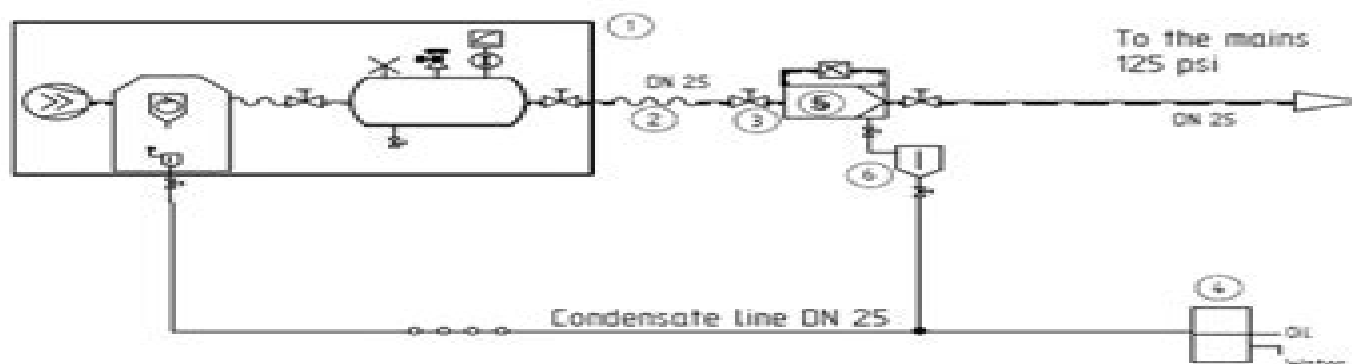 1
To the mains
125 psi
DN 25
2
3
5
DN 25
6
4
Condensate line DN 25
OIL
Water